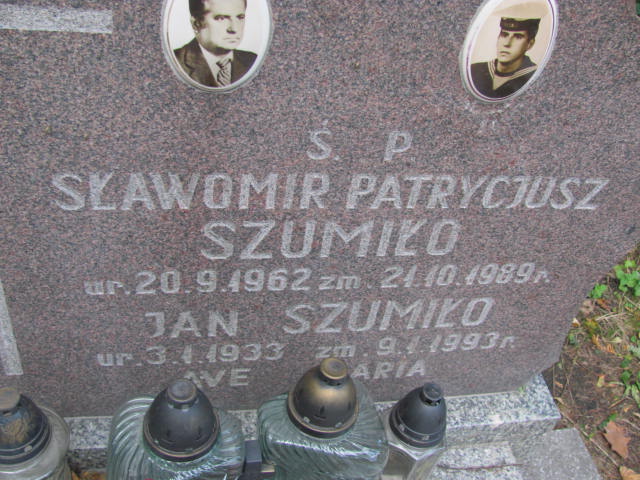 Ś. P
SŁAWOMIR PATRYCJUSZ
SZUMIŁO
ur. 20.9.1962 zm. 21.10.1989 r.
JAN SZUMIŁO
ur. 3.1.1933 zm. 9.1.1993 r.
AVE ARIA